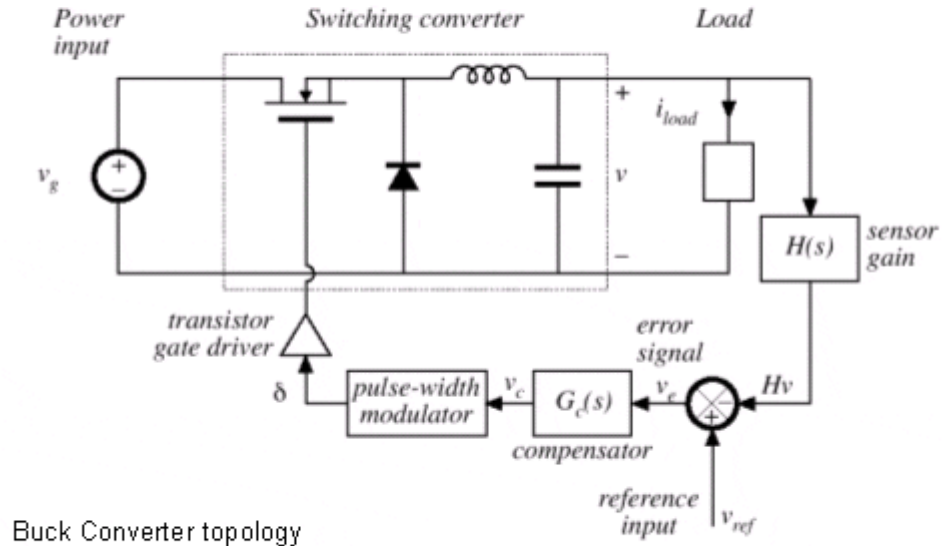 Power
input
Switching converter
Load
+
i_load
v_g
+
–
v
–
H(s)
sensor
gain
transistor
gate driver
error
signal
δ
pulse-width
modulator
v_c
G_c(s)
v_e
–
+
Hv
compensator
reference
input
v_ref
Buck Converter topology